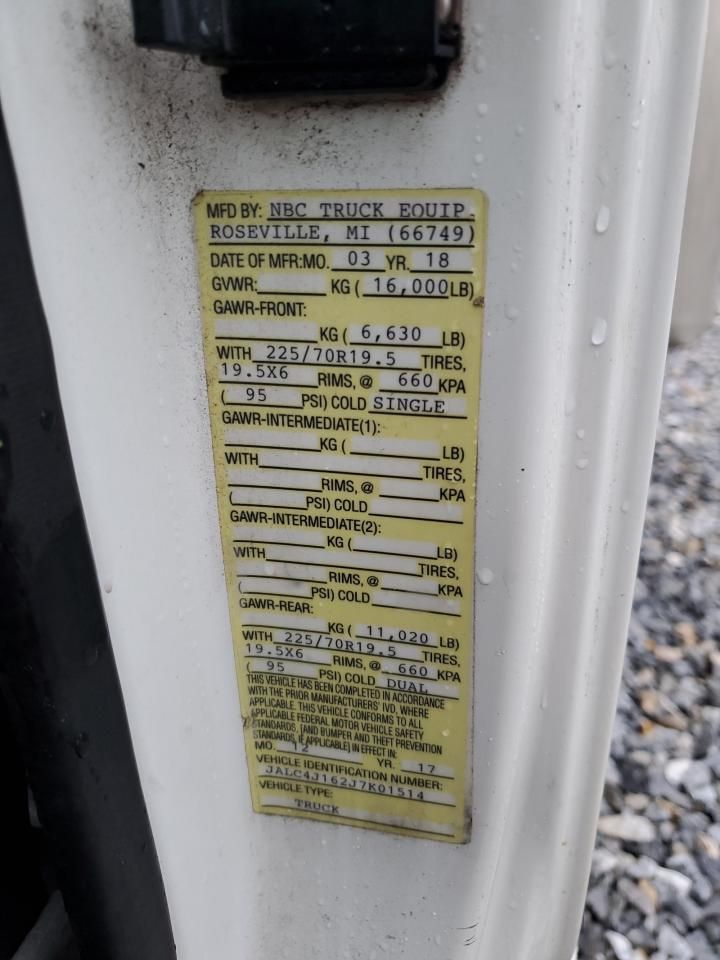 MFD BY: NBC TRUCK EQUIP.
ROSEVILLE, MI (66749)
DATE OF MFR:MO. 03 YR. 18
GVWR: KG ( 16,000 LB)
GAWR-FRONT:
KG ( 6,630 LB)
WITH 225/70R19.5 TIRES,
19.5X6 RIMS, @ 660 KPA
( 95 PSI) COLD SINGLE
GAWR-INTERMEDIATE(1):
KG ( LB)
WITH TIRES,
RIMS, @ KPA
( PSI) COLD
GAWR-INTERMEDIATE(2):
KG ( LB)
WITH TIRES,
RIMS, @ KPA
( PSI) COLD
GAWR-REAR:
KG ( 11,020 LB)
WITH 225/70R19.5 TIRES,
19.5X6 RIMS, @ 660 KPA
( 95 PSI) COLD DUAL
THIS VEHICLE HAS BEEN COMPLETED IN ACCORDANCE
WITH THE PRIOR MANUFACTURERS' IVD, WHERE
APPLICABLE. THIS VEHICLE CONFORMS TO ALL
APPLICABLE FEDERAL MOTOR VEHICLE SAFETY
STANDARDS, [AND BUMPER AND THEFT PREVENTION
STANDARDS, IF APPLICABLE] IN EFFECT IN:
MO. 12 YR. 17
VEHICLE IDENTIFICATION NUMBER:
JALC4J162J7K01514
VEHICLE TYPE:
TRUCK